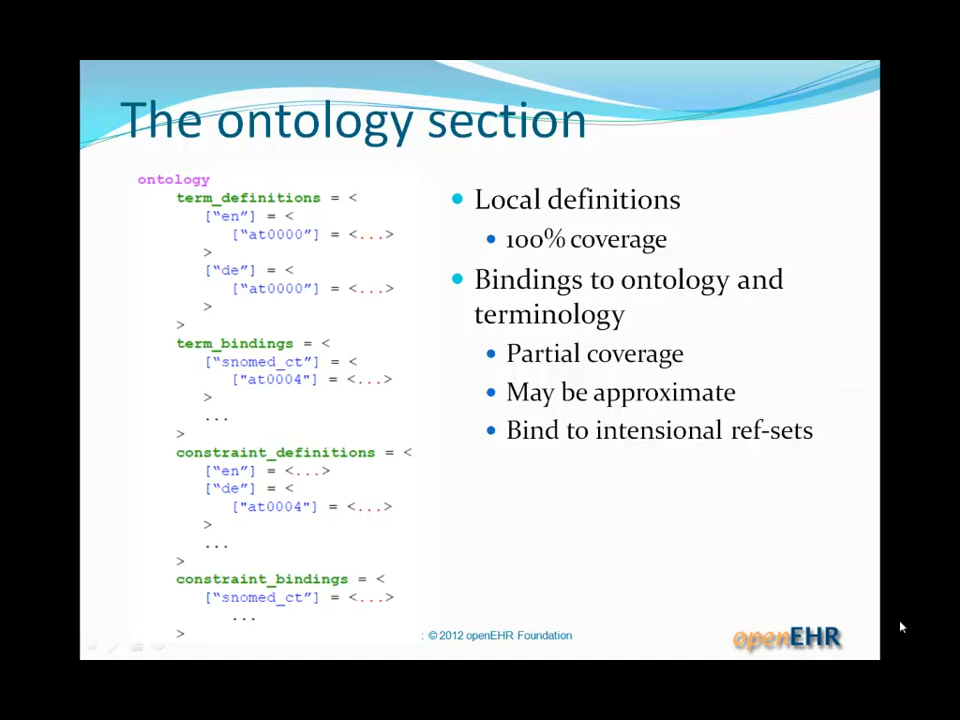 The ontology section
ontology
term_definitions = <
[“en”] = <
[“at0000”] = <...>
>
[“de”] = <
[“at0000”] = <...>
>
>
term_bindings = <
[“snomed_ct”] = <
["at0004"] = <...>
>
...
>
constraint_definitions = <
[“en”] = <...>
[“de”] = <
["at0004"] = <...>
>
...
>
constraint_bindings = <
[“snomed_ct”] = <...>
...
>
• Local definitions
• 100% coverage
• Bindings to ontology and
terminology
• Partial coverage
• May be approximate
• Bind to intensional ref-sets
: © 2012 openEHR Foundation
openEHR